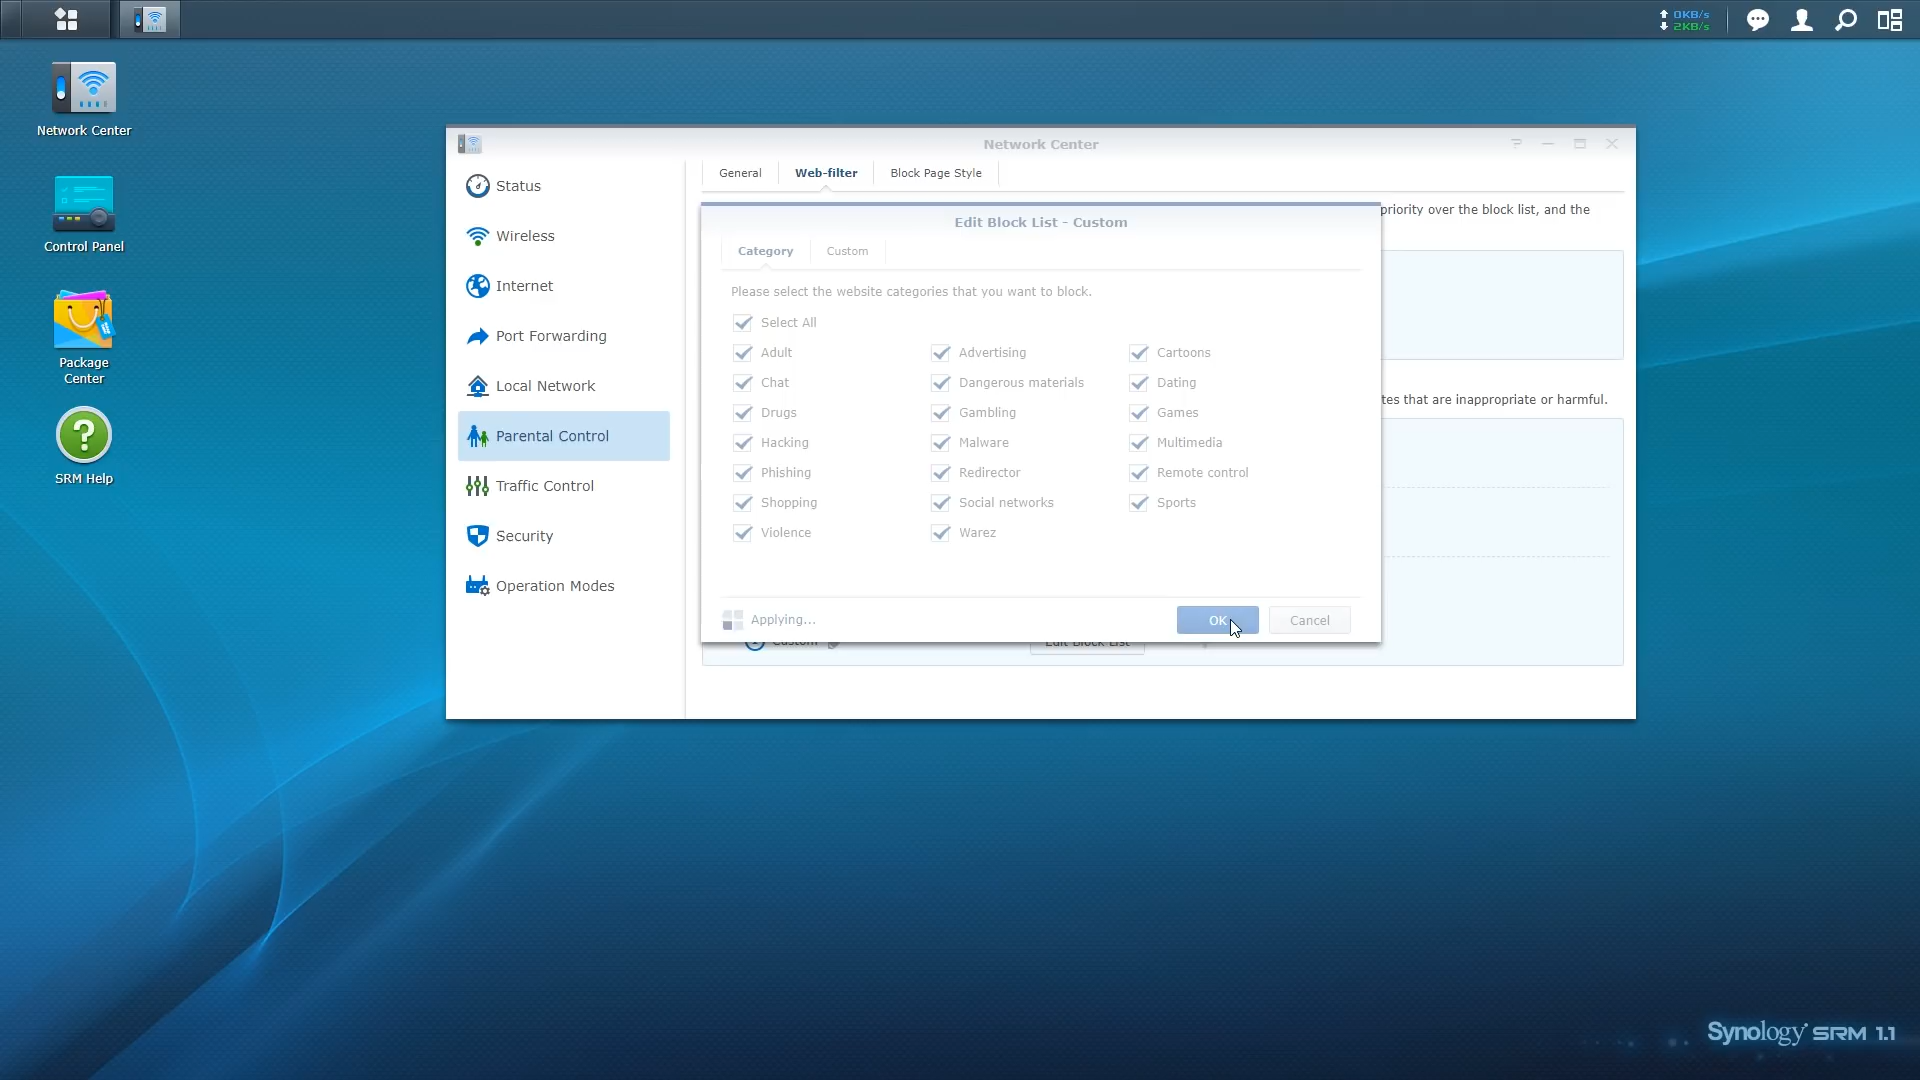 0KB/s
2KB/s
Network Center
Control Panel
Package
Center
SRM Help
Network Center
Status
Wireless
Internet
Port Forwarding
Local Network
Parental Control
Traffic Control
Security
Operation Modes
General
Web-filter
Block Page Style
priority over the block list, and the
tes that are inappropriate or harmful.
Edit Block List - Custom
Category
Custom
Please select the website categories that you want to block.
Select All
Adult
Advertising
Cartoons
Chat
Dangerous materials
Dating
Drugs
Gambling
Games
Hacking
Malware
Multimedia
Phishing
Redirector
Remote control
Shopping
Social networks
Sports
Violence
Warez
Applying...
OK
Cancel
Custom
Edit Block List
Synology SRM 1.1